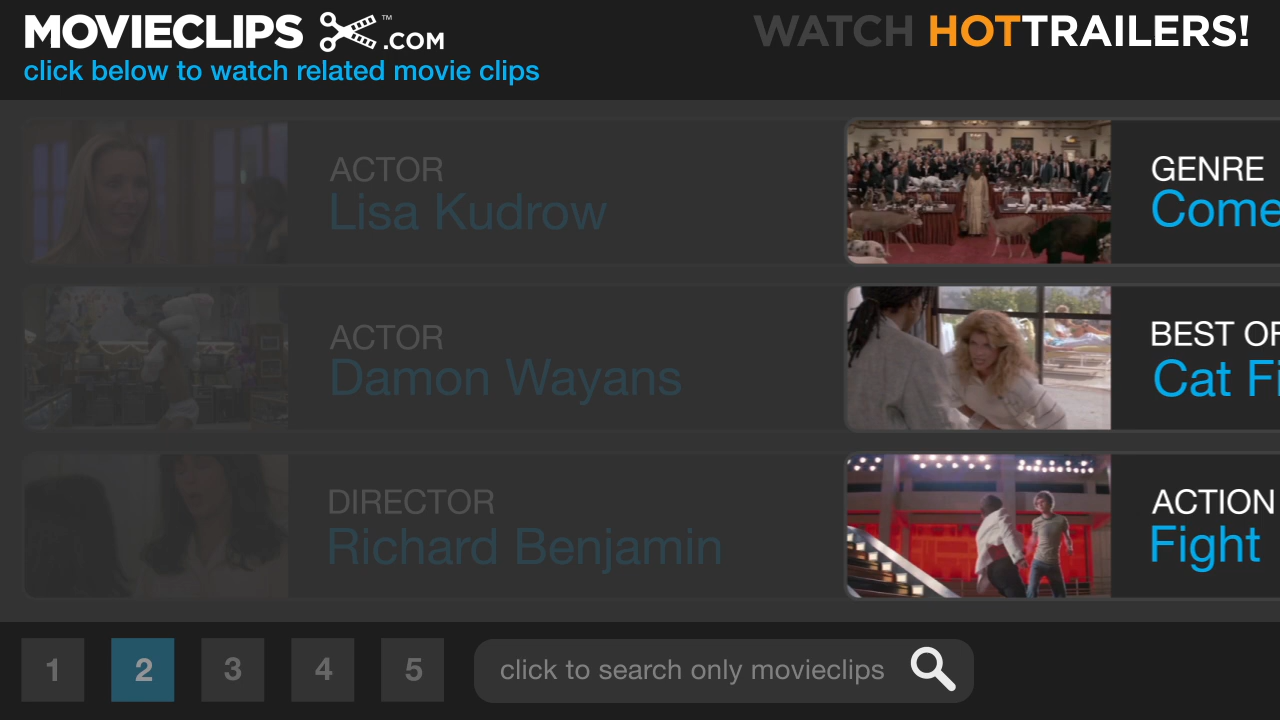 MOVIECLIPS ™ .COM
click below to watch related movie clips
WATCH HOTTRAILERS!
ACTOR
Lisa Kudrow
GENRE
Come
ACTOR
Damon Wayans
BEST OF
Cat Fi
DIRECTOR
Richard Benjamin
ACTION
Fight
1 2 3 4 5
click to search only movieclips